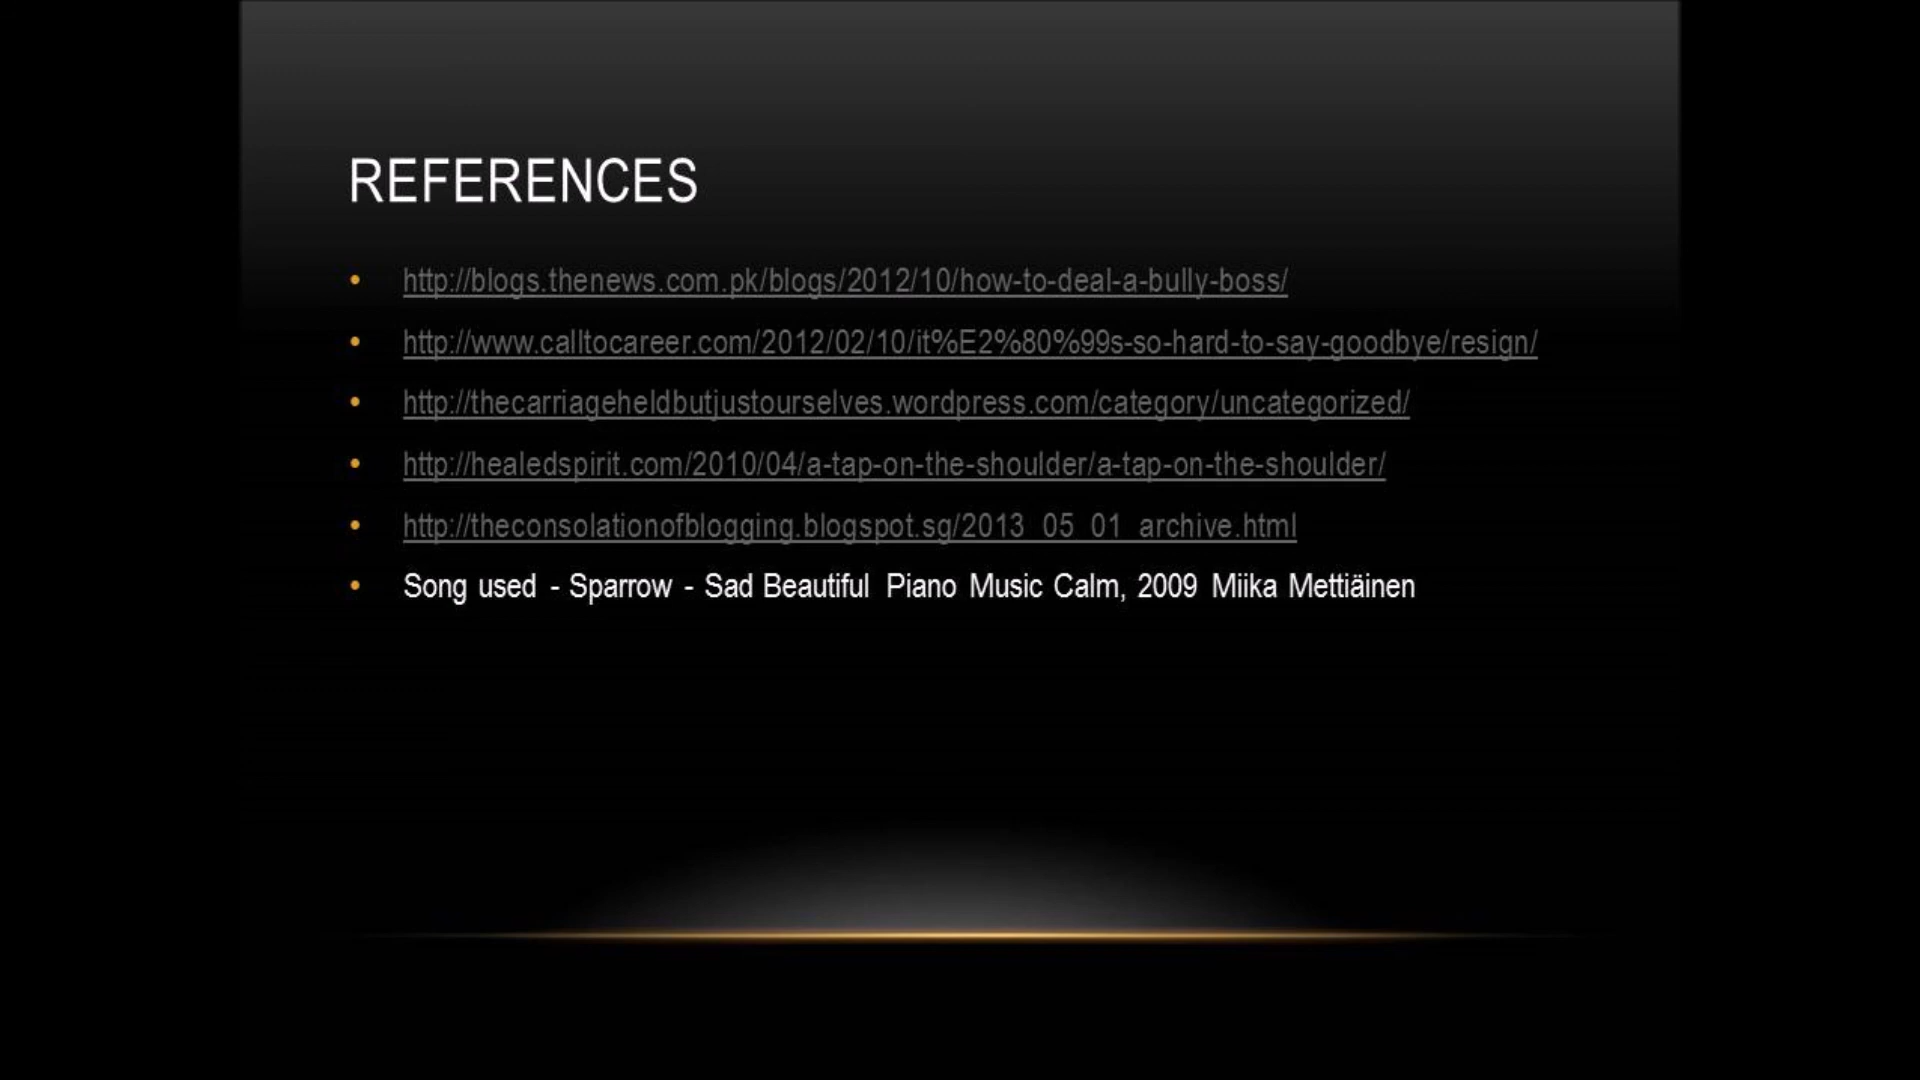 REFERENCES
• http://blogs.thenews.com.pk/blogs/2012/10/how-to-deal-a-bully-boss/
• http://www.calltocareer.com/2012/02/10/it%E2%80%99s-so-hard-to-say-goodbye/resign/
• http://thecarriageheldbutjustourselves.wordpress.com/category/uncategorized/
• http://healedspirit.com/2010/04/a-tap-on-the-shoulder/a-tap-on-the-shoulder/
• http://theconsolationofblogging.blogspot.sg/2013_05_01_archive.html
• Song used - Sparrow - Sad Beautiful Piano Music Calm, 2009 Miika Mettiäinen